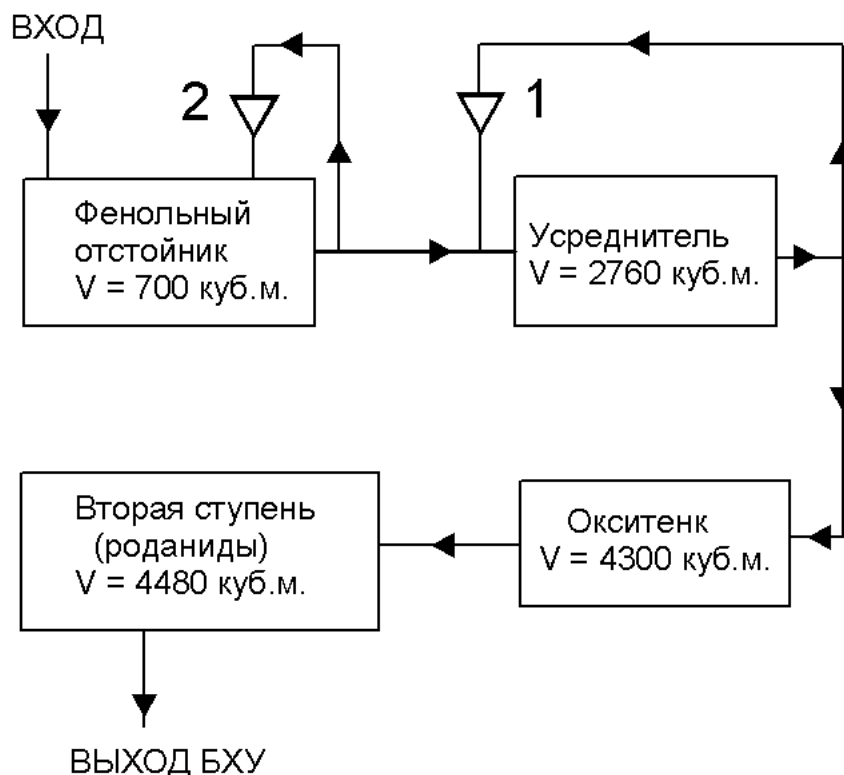 ВХОД
2
1
Фенольный
отстойник
V = 700 куб.м.
Усреднитель
V = 2760 куб.м.
Вторая ступень
(роданиды)
V = 4480 куб.м.
Окситенк
V = 4300 куб.м.
ВЫХОД БХУ